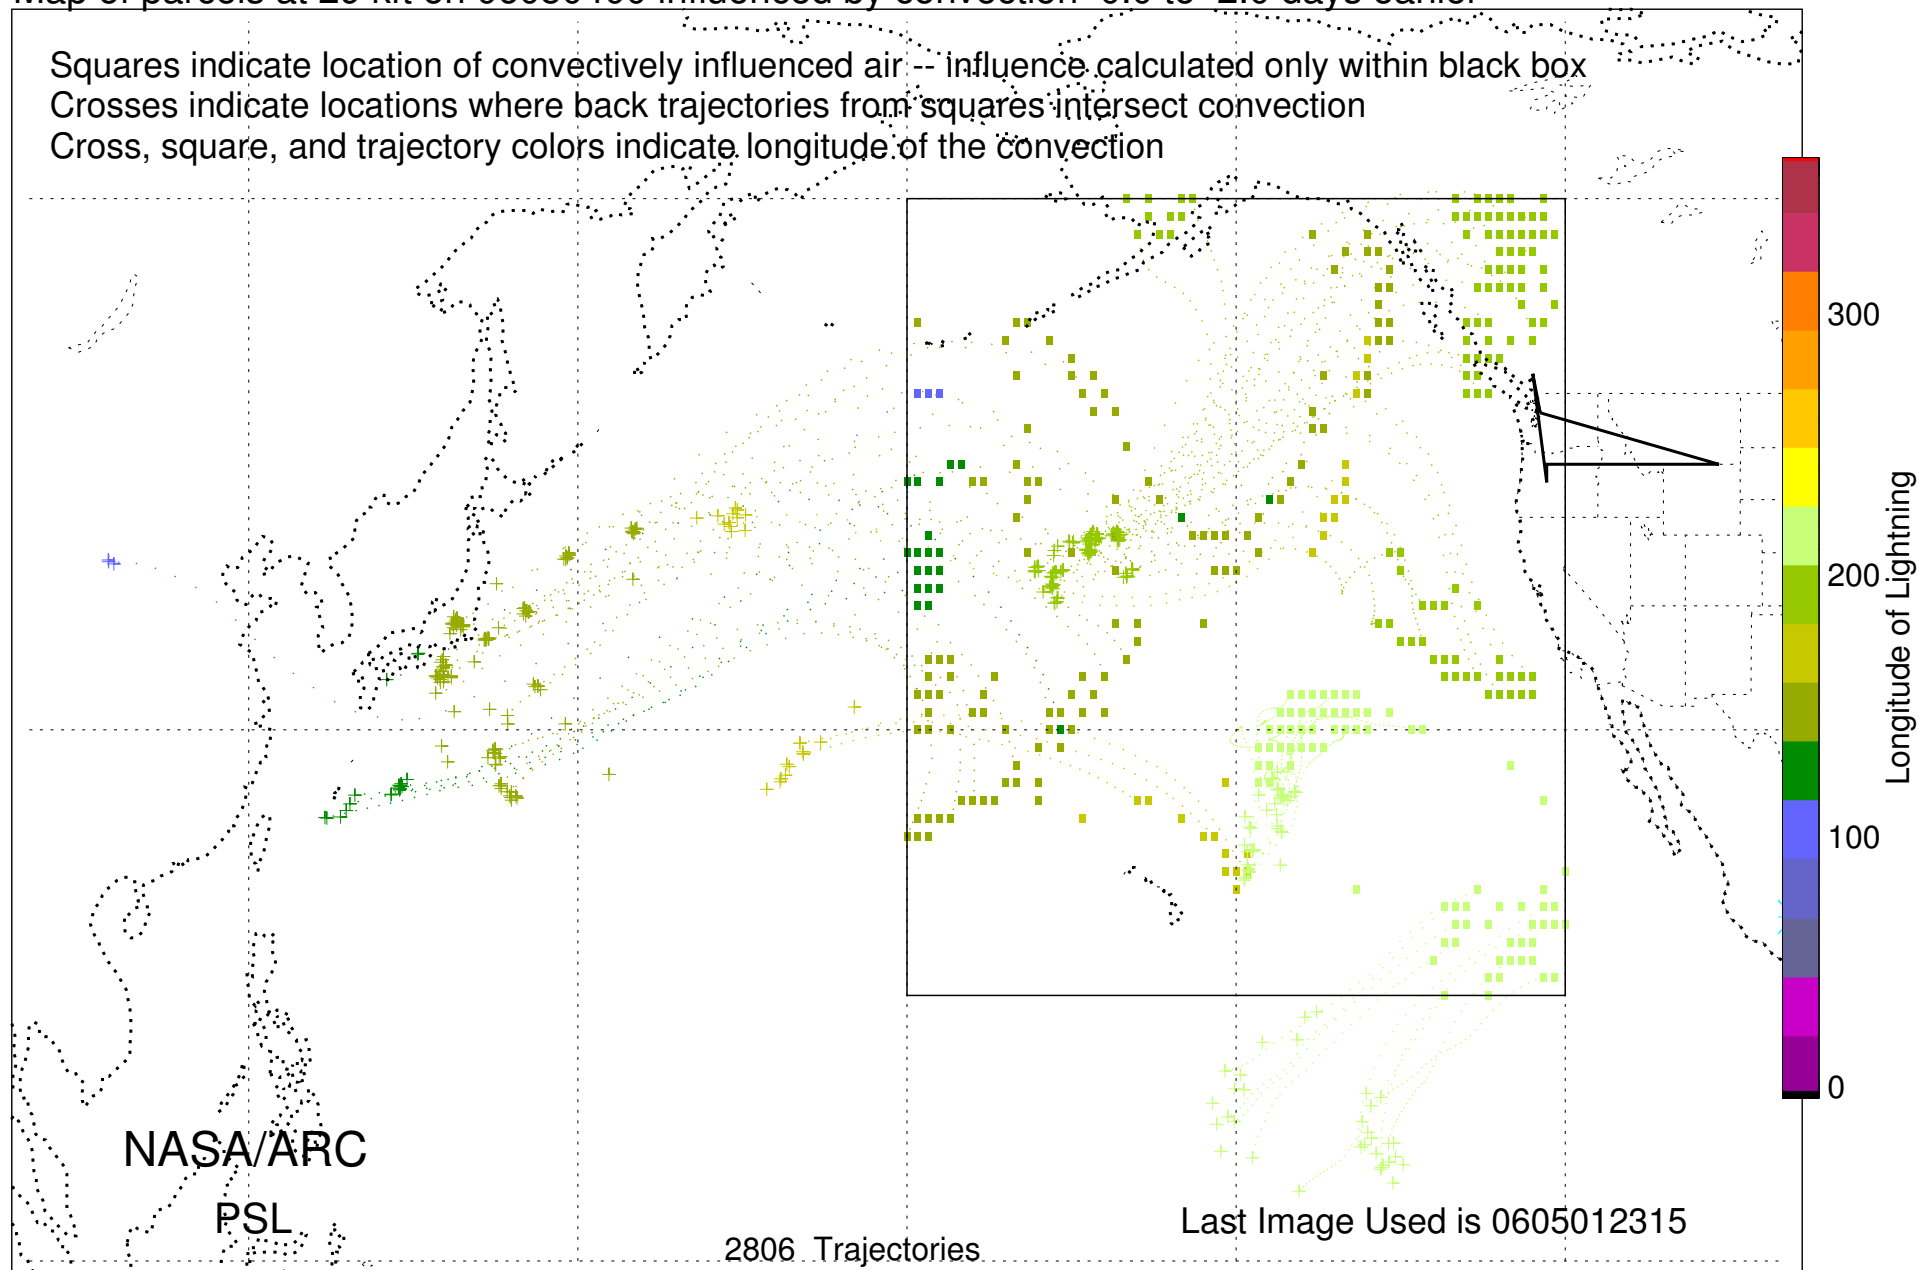 Squares indicate location of convectively influenced air -- influence calculated only within black box
Crosses indicate locations where back trajectories from squares intersect convection
Cross, square, and trajectory colors indicate longitude of the convection
300
200
100
0
Longitude of Lightning
NASA/ARC
PSL
Last Image Used is 0605012315
2806 Trajectories